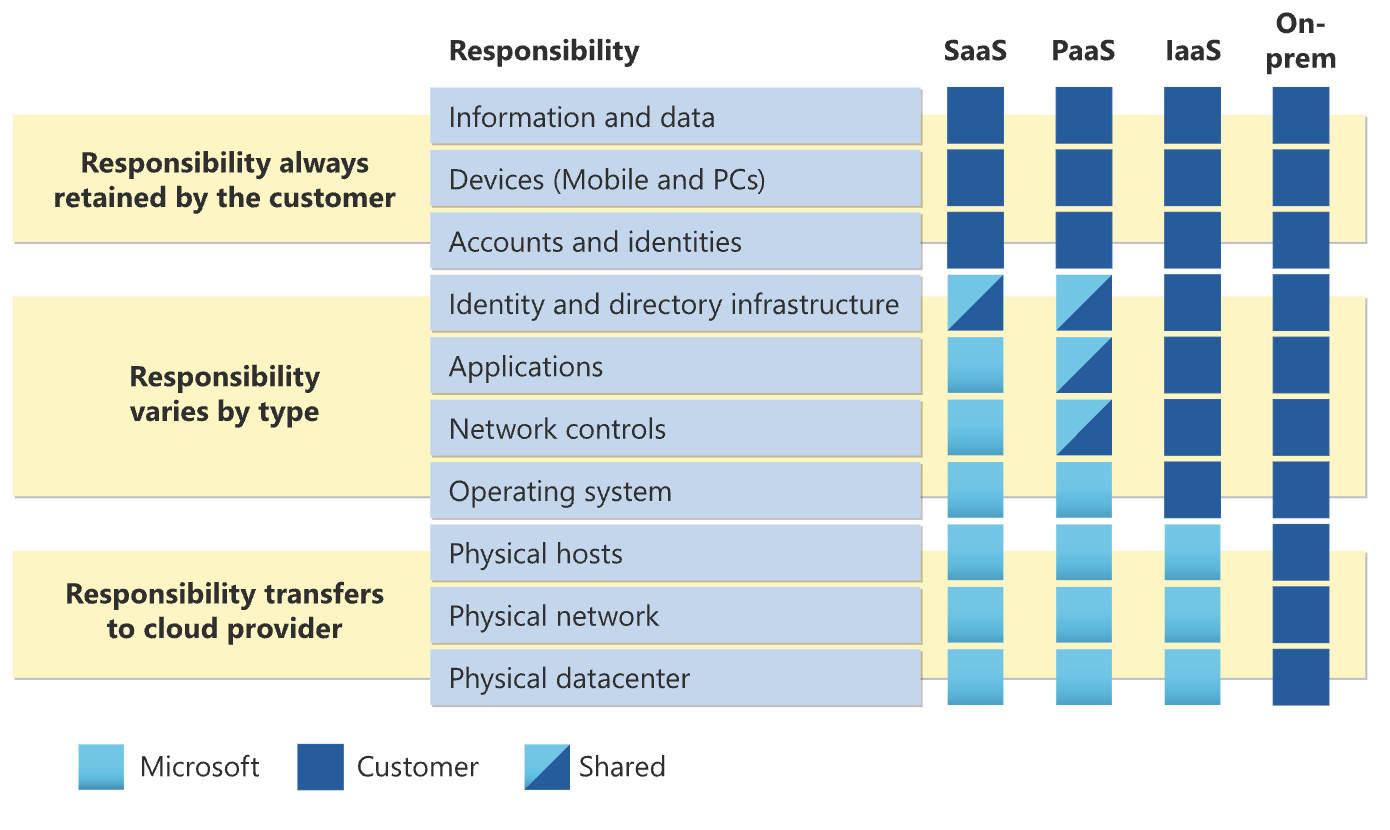 Responsibility SaaS PaaS IaaS On-
prem
Responsibility always
retained by the customer
Information and data
Devices (Mobile and PCs)
Accounts and identities
Responsibility
varies by type
Identity and directory infrastructure
Applications
Network controls
Operating system
Responsibility transfers
to cloud provider
Physical hosts
Physical network
Physical datacenter
Microsoft Customer Shared